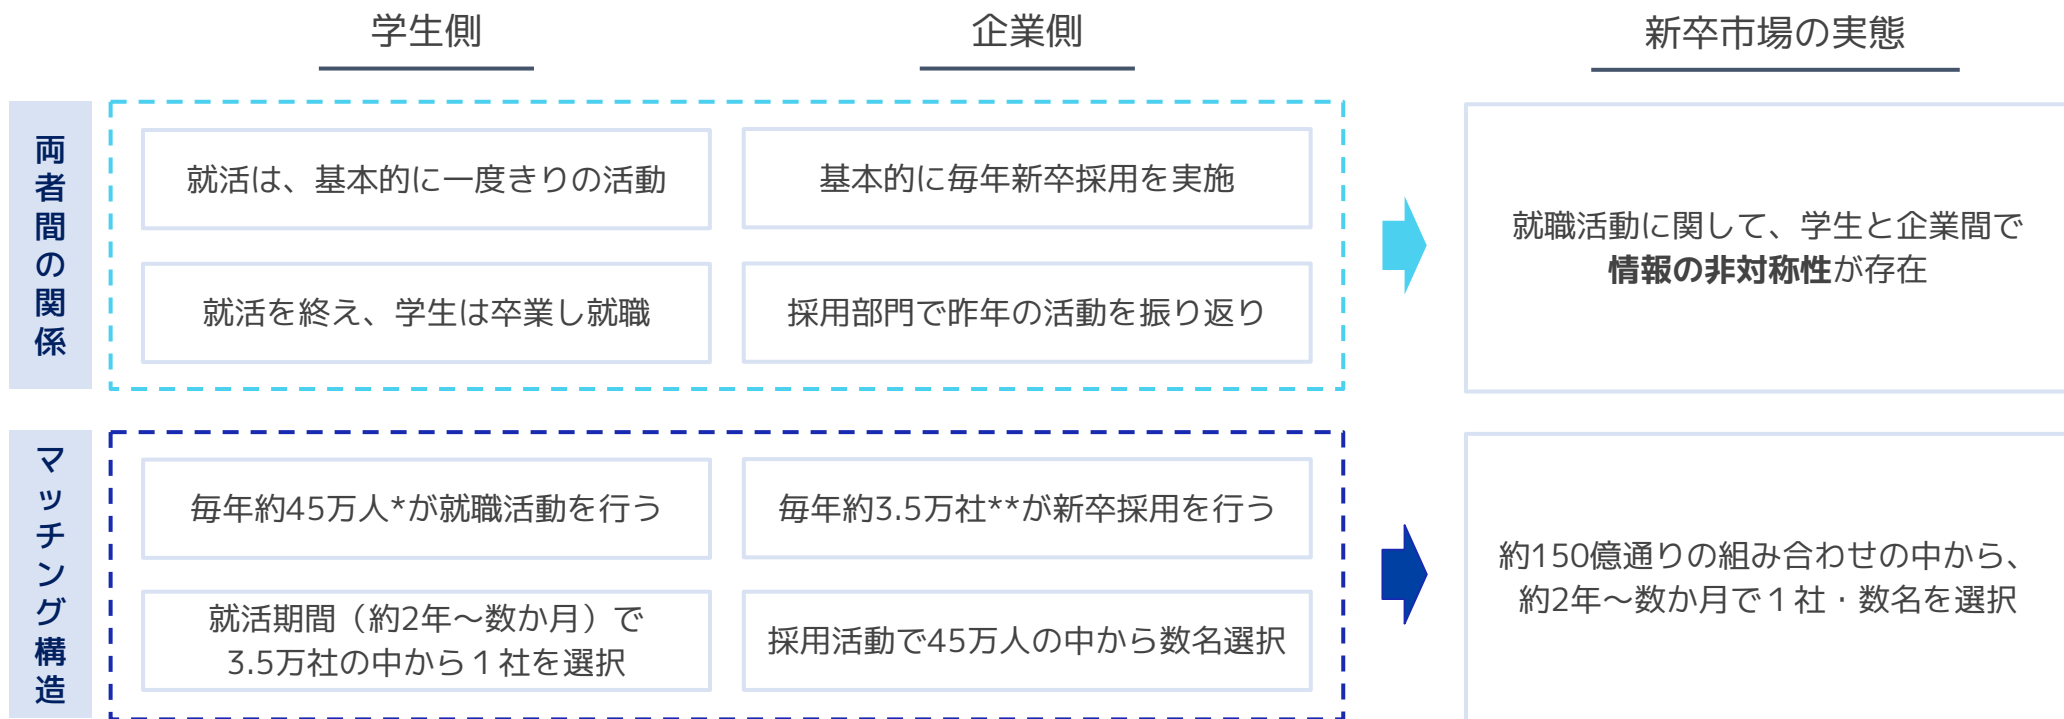 学生側
企業側
新卒市場の実態
両者間の関係
就活は、基本的に一度きりの活動
基本的に毎年新卒採用を実施
就活を終え、学生は卒業し就職
採用部門で昨年の活動を振り返り
就職活動に関して、学生と企業間で
情報の非対称性が存在
マッチング構造
毎年約45万人*が就職活動を行う
毎年約3.5万社**が新卒採用を行う
就活期間（約2年～数か月）で
3.5万社の中から１社を選択
採用活動で45万人の中から数名選択
約150億通りの組み合わせの中から、
約2年～数か月で１社・数名を選択